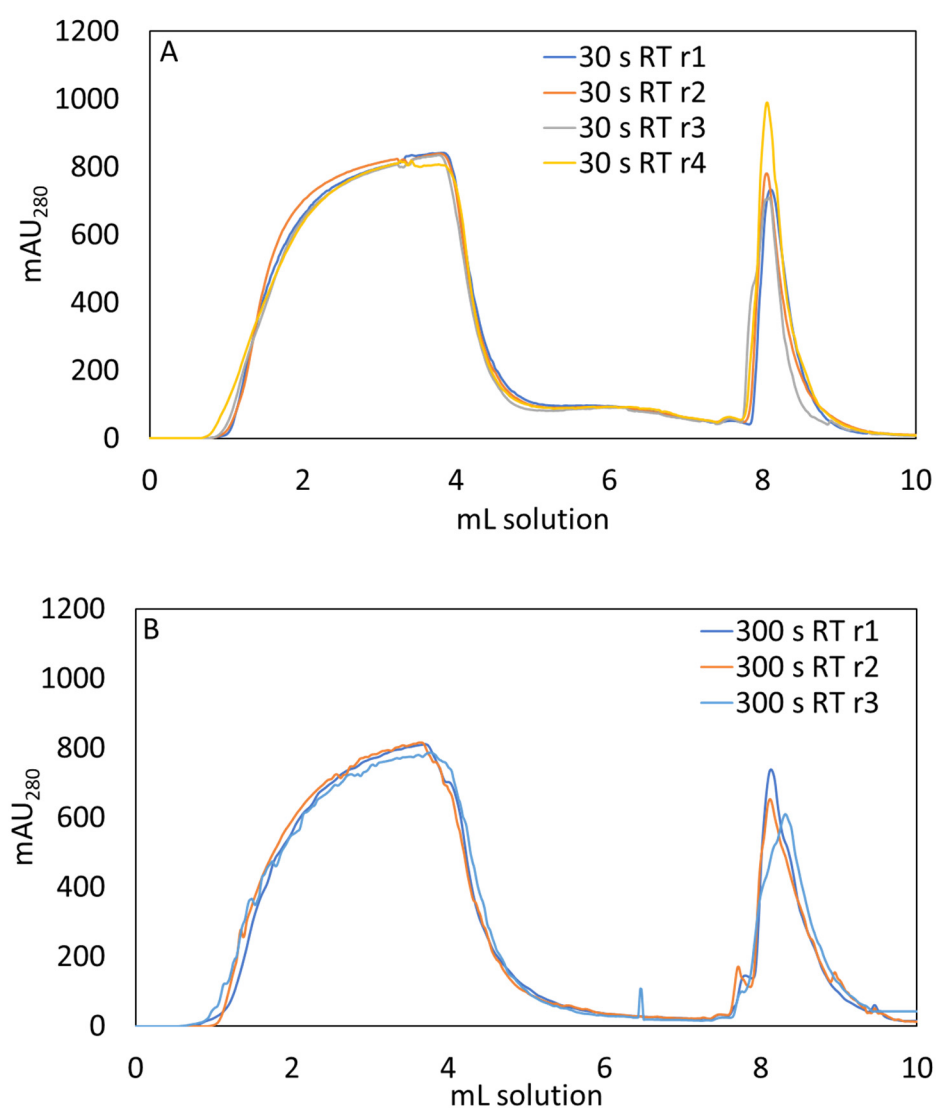 A
30 s RT r1
30 s RT r2
30 s RT r3
30 s RT r4
1200
1000
800
600
400
200
0
mAU280
0 2 4 6 8 10
mL solution
B
300 s RT r1
300 s RT r2
300 s RT r3
1200
1000
800
600
400
200
0
mAU280
0 2 4 6 8 10
mL solution